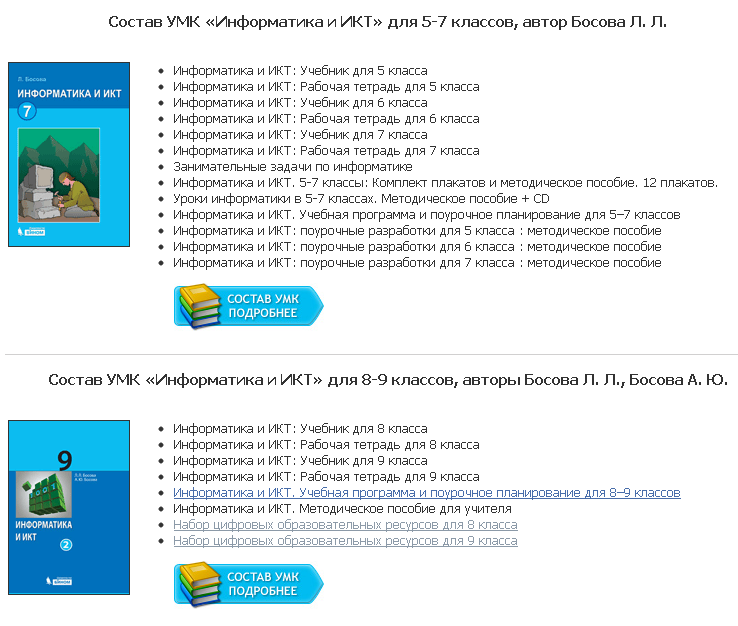 Состав УМК «Информатика и ИКТ» для 5-7 классов, автор Босова Л. Л.
Л. Босова
ИНФОРМАТИКА И ИКТ
7
БИНОМ
Информатика и ИКТ: Учебник для 5 класса
Информатика и ИКТ: Рабочая тетрадь для 5 класса
Информатика и ИКТ: Учебник для 6 класса
Информатика и ИКТ: Рабочая тетрадь для 6 класса
Информатика и ИКТ: Учебник для 7 класса
Информатика и ИКТ: Рабочая тетрадь для 7 класса
Занимательные задачи по информатике
Информатика и ИКТ. 5-7 классы: Комплект плакатов и методическое пособие. 12 плакатов.
Уроки информатики в 5-7 классах. Методическое пособие + CD
Информатика и ИКТ. Учебная программа и поурочное планирование для 5–7 классов
Информатика и ИКТ: поурочные разработки для 5 класса : методическое пособие
Информатика и ИКТ: поурочные разработки для 6 класса : методическое пособие
Информатика и ИКТ: поурочные разработки для 7 класса : методическое пособие
СОСТАВ УМК
ПОДРОБНЕЕ
Состав УМК «Информатика и ИКТ» для 8-9 классов, авторы Босова Л. Л., Босова А. Ю.
9
Л.Л. Босова
А.Ю. Босова
ИНФОРМАТИКА
И ИКТ
2
БИНОМ
Информатика и ИКТ: Учебник для 8 класса
Информатика и ИКТ: Рабочая тетрадь для 8 класса
Информатика и ИКТ: Учебник для 9 класса
Информатика и ИКТ: Рабочая тетрадь для 9 класса
Информатика и ИКТ. Учебная программа и поурочное планирование для 8–9 классов
Информатика и ИКТ. Методическое пособие для учителя
Набор цифровых образовательных ресурсов для 8 класса
Набор цифровых образовательных ресурсов для 9 класса
СОСТАВ УМК
ПОДРОБНЕЕ